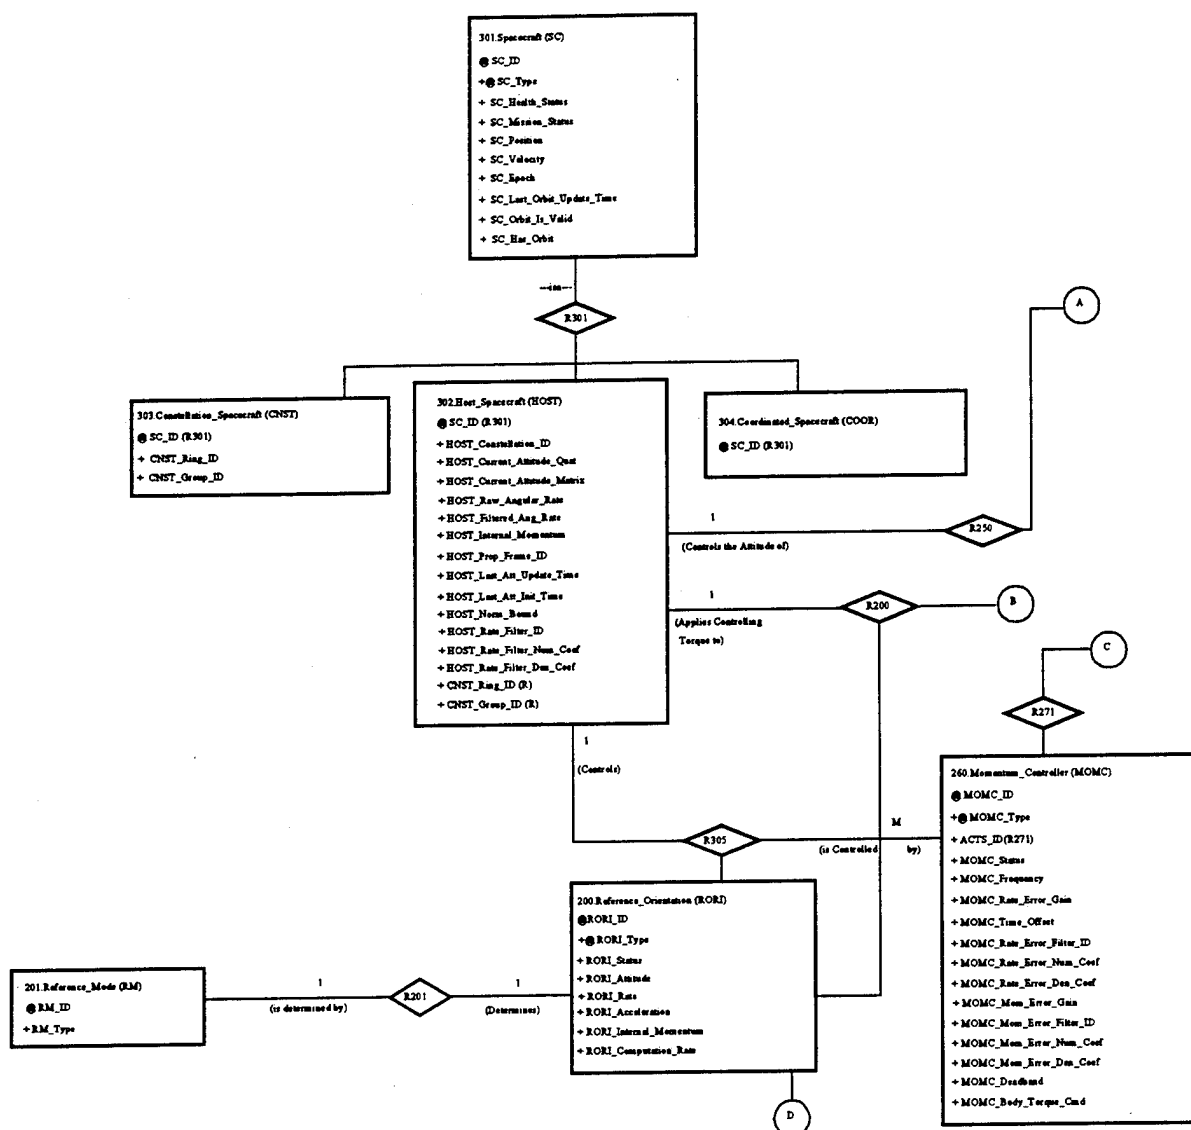 301.Spacecraft (SC)
@ SC_ID
+@ SC_Type
+ SC_Health_Status
+ SC_Mission_Status
+ SC_Position
+ SC_Velocity
+ SC_Epoch
+ SC_Last_Orbit_Update_Time
+ SC_Orbit_Is_Valid
+ SC_Has_Orbit
---isa---
R301
A
303.Constellation_Spacecraft (CNST)
@ SC_ID (R301)
+ CNST_Ring_ID
+ CNST_Group_ID
302.Host_Spacecraft (HOST)
@ SC_ID (R301)
+ HOST_Constellation_ID
+ HOST_Current_Attitude_Quat
+ HOST_Current_Attitude_Matrix
+ HOST_Raw_Angular_Rate
+ HOST_Filtered_Ang_Rate
+ HOST_Internal_Momentum
+ HOST_Prop_Frame_ID
+ HOST_Last_Att_Update_Time
+ HOST_Last_Att_Init_Time
+ HOST_Norm_Bound
+ HOST_Rate_Filter_ID
+ HOST_Rate_Filter_Num_Coef
+ HOST_Rate_Filter_Den_Coef
+ CNST_Ring_ID (R)
+ CNST_Group_ID (R)
304.Coordinated_Spacecraft (COOR)
@ SC_ID (R301)
1
R250
(Controls the Attitude of)
1
R200
B
(Applies Controlling
Torque to)
C
R271
1
(Controls)
R305
M
(is Controlled by)
260.Momentum_Controller (MOMC)
@ MOMC_ID
+@ MOMC_Type
+ ACTS_ID(R271)
+ MOMC_Status
+ MOMC_Frequency
+ MOMC_Rate_Error_Gain
+ MOMC_Time_Offset
+ MOMC_Rate_Error_Filter_ID
+ MOMC_Rate_Error_Num_Coef
+ MOMC_Rate_Error_Den_Coef
+ MOMC_Mom_Error_Gain
+ MOMC_Mom_Error_Filter_ID
+ MOMC_Mom_Error_Num_Coef
+ MOMC_Mom_Error_Den_Coef
+ MOMC_Deadband
+ MOMC_Body_Torque_Cmd
200.Reference_Orientation (RORI)
@RORI_ID
+@ RORI_Type
+ RORI_Status
+ RORI_Attitude
+ RORI_Rate
+ RORI_Acceleration
+ RORI_Internal_Momentum
+ RORI_Computation_Rate
201.Reference_Mode (RM)
@ RM_ID
+ RM_Type
1
(is determined by)
R201
1
(Determines)
D